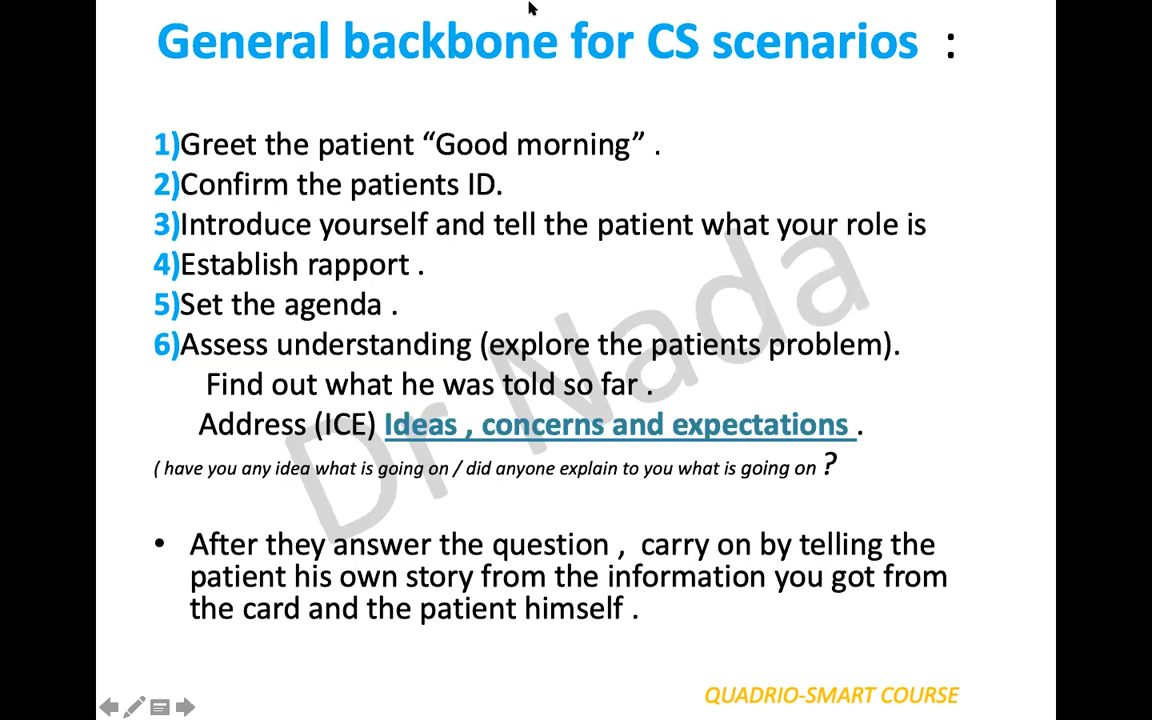 General backbone for CS scenarios :
1)Greet the patient “Good morning” .
2)Confirm the patients ID.
3)Introduce yourself and tell the patient what your role is
4)Establish rapport .
5)Set the agenda .
6)Assess understanding (explore the patients problem).
Find out what he was told so far .
Address (ICE) Ideas , concerns and expectations .
( have you any idea what is going on / did anyone explain to you what is going on ?
• After they answer the question , carry on by telling the
patient his own story from the information you got from
the card and the patient himself .
Dr Nada
QUADRIO-SMART COURSE